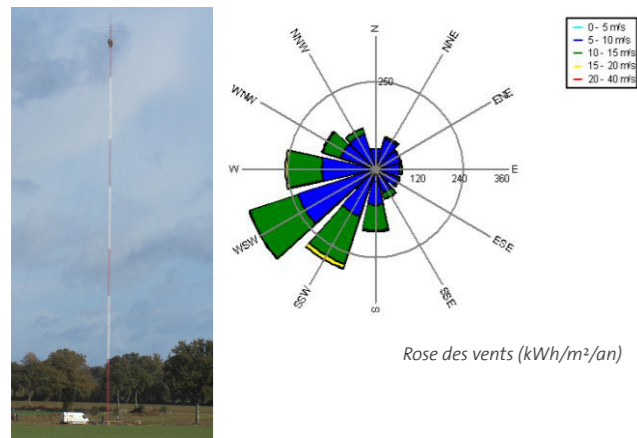 N
NNE
ENE
E
ESE
SSE
S
SSW
WSW
W
WNW
NNW
250
120
240
360
0 - 5 m/s
5 - 10 m/s
10 - 15 m/s
15 - 20 m/s
20 - 40 m/s
Rose des vents (kWh/m²/an)